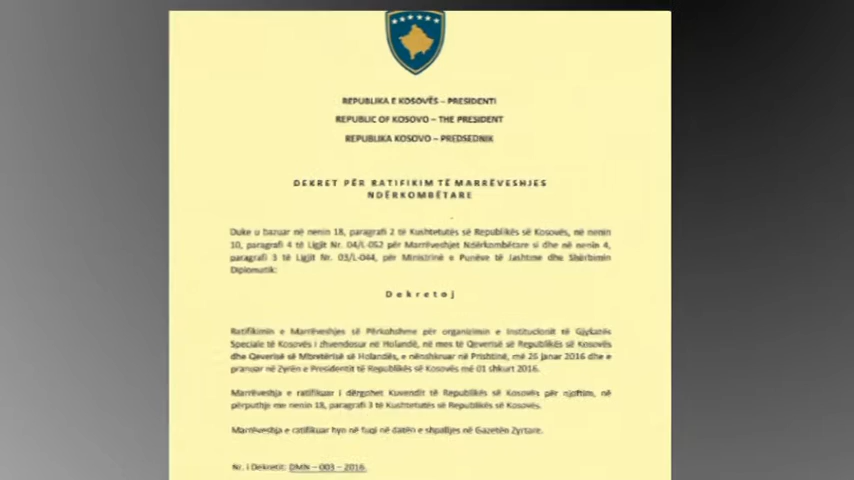 REPUBLIKA E KOSOVËS – PRESIDENTI
REPUBLIC OF KOSOVO – THE PRESIDENT
REPUBLIKA KOSOVO – PREDSEDNIK
DEKRET PËR RATIFIKIM TË MARRËVESHJES
NDËRKOMBËTARE
Duke u bazuar në nenin 18, paragrafi 2 të Kushtetutës së Republikës së Kosovës, në nenin
10, paragrafi 4 të Ligjit Nr. 04/L-052 për Marrëveshjet Ndërkombëtare si dhe në nenin 4,
paragrafi 3 të Ligjit Nr. 03/L-044, për Ministrinë e Punëve të Jashtme dhe Shërbimin
Diplomatik:
Dekretoj
Ratifikimin e Marrëveshjes së Përkohshme për organizimin e Institucionit të Gjykatës
Speciale të Kosovës i zhvendosur në Holandë, në mes të Qeverisë së Republikës së Kosovës
dhe Qeverisë së Mbretërisë së Holandës, e nënshkruar në Prishtinë, më 26 janar 2016 dhe e
pranuar në Zyrën e Presidentit të Republikës së Kosovës më 01 shkurt 2016.
Marrëveshja e ratifikuar i dërgohet Kuvendit të Republikës së Kosovës për njoftim, në
përputhje me nenin 18, paragrafi 3 të Kushtetutës së Republikës së Kosovës.
Marrëveshja e ratifikuar hyn në fuqi në datën e shpalljes në Gazetën Zyrtare.
Nr. i Dekretit: DMN – 003 – 2016.